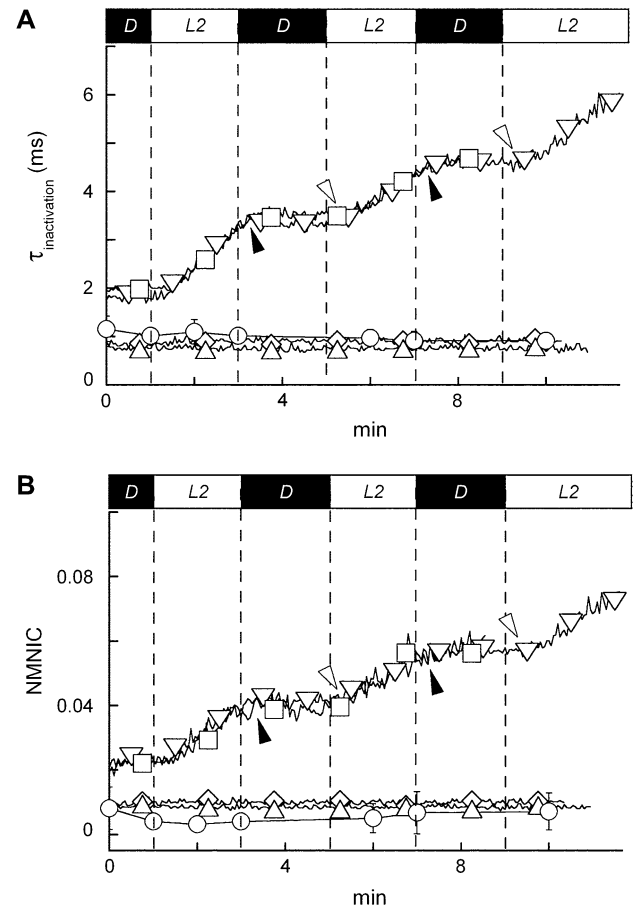 A
D L2 D L2 D L2
6
4
2
0
τinactivation (ms)
0 4 8
min
B
D L2 D L2 D L2
0.08
0.04
0
NMNIC
0 4 8
min